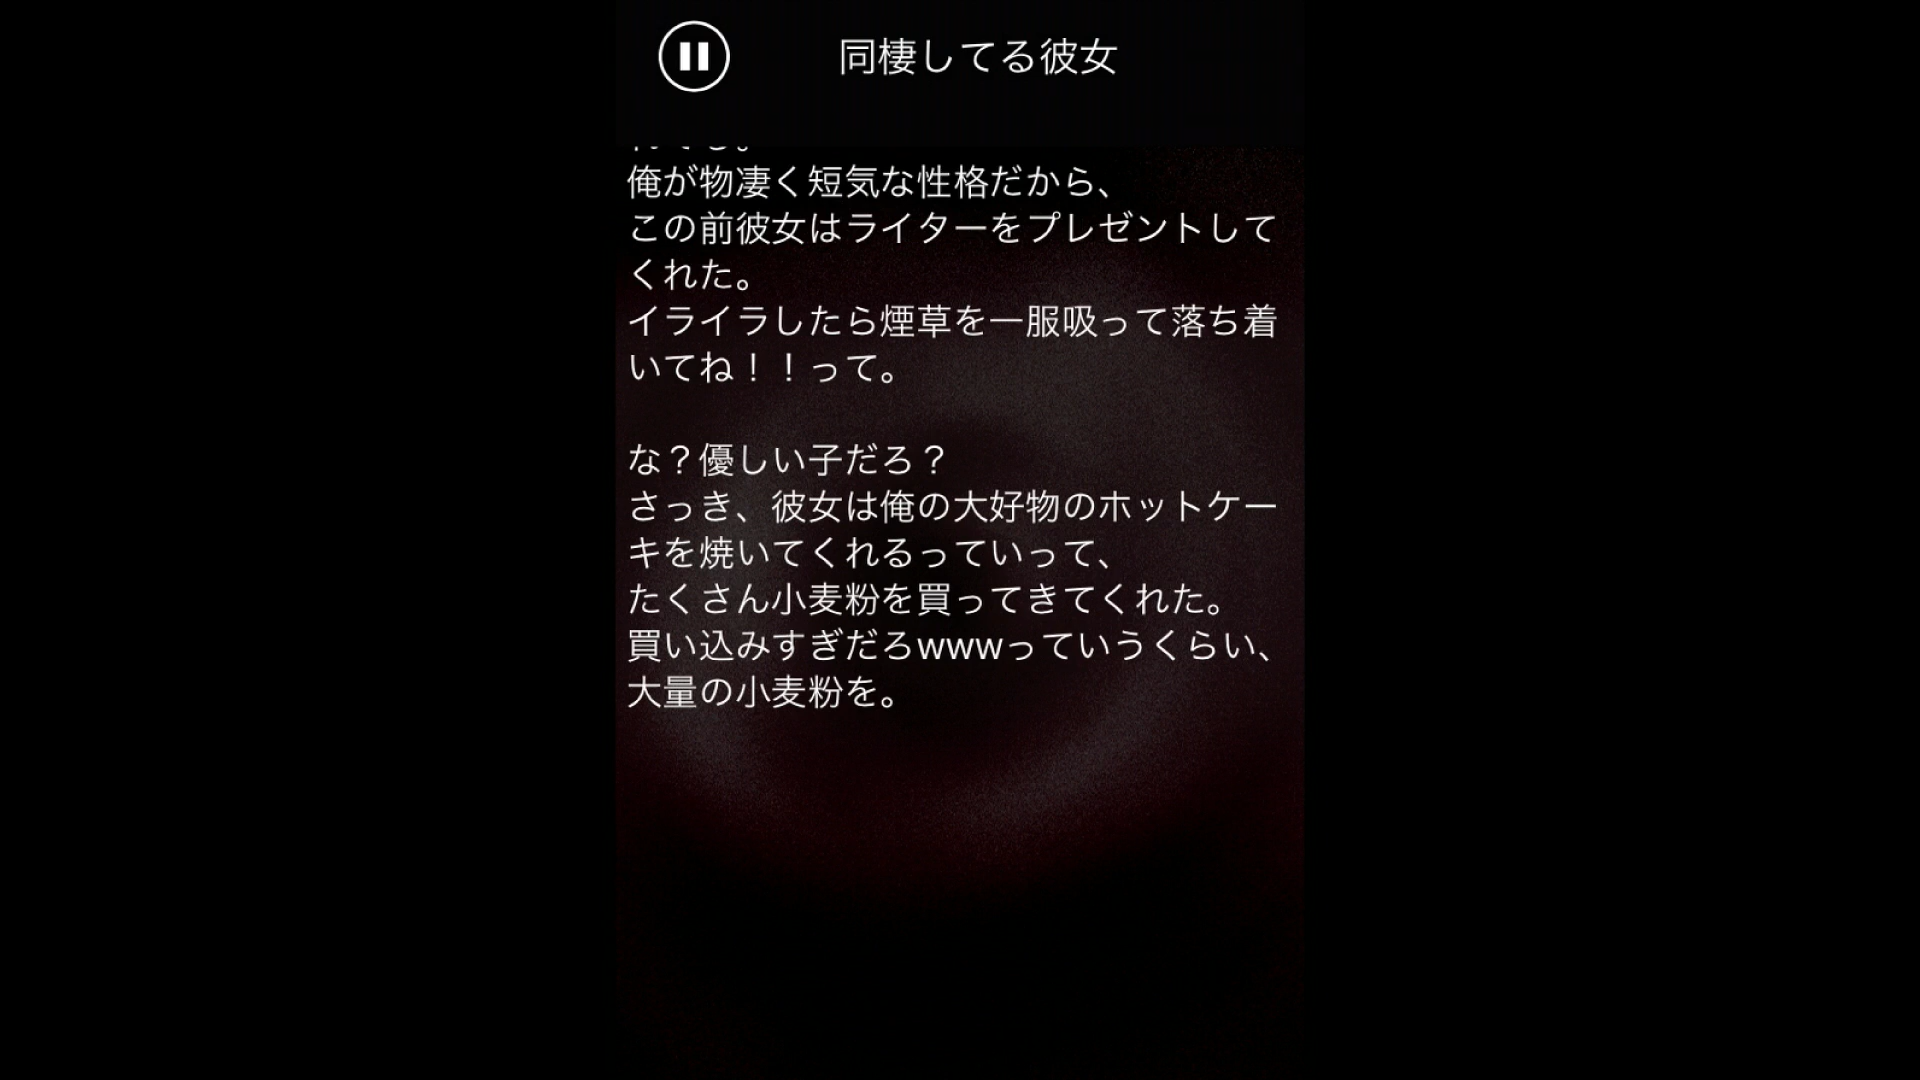 同棲してる彼女
俺が物凄く短気な性格だから、
この前彼女はライターをプレゼントして
くれた。
イライラしたら煙草を一服吸って落ち着
いてね！！って。
な？優しい子だろ？
さっき、彼女は俺の大好物のホットケー
キを焼いてくれるっていって、
たくさん小麦粉を買ってきてくれた。
買い込みすぎだろwwwっていうくらい、
大量の小麦粉を。